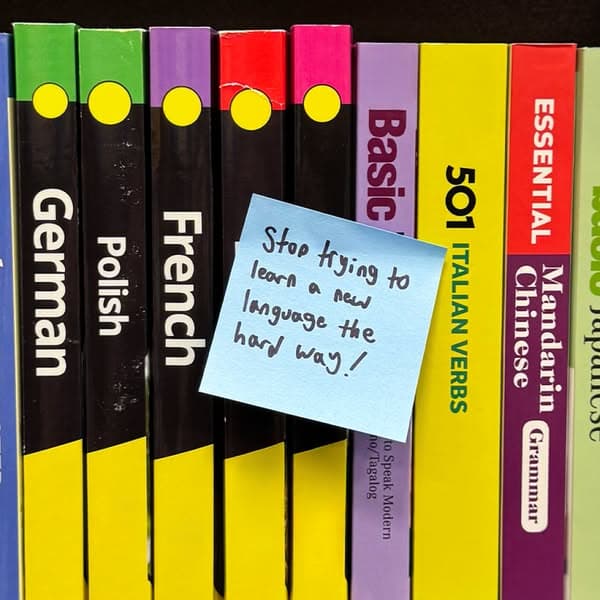 German
Polish
French
Stop trying to
learn a new
language the
hard way!
Basic
to Speak Modern
501 ITALIAN VERBS
ESSENTIAL
Mandarin
Chinese
Grammar
Japanese